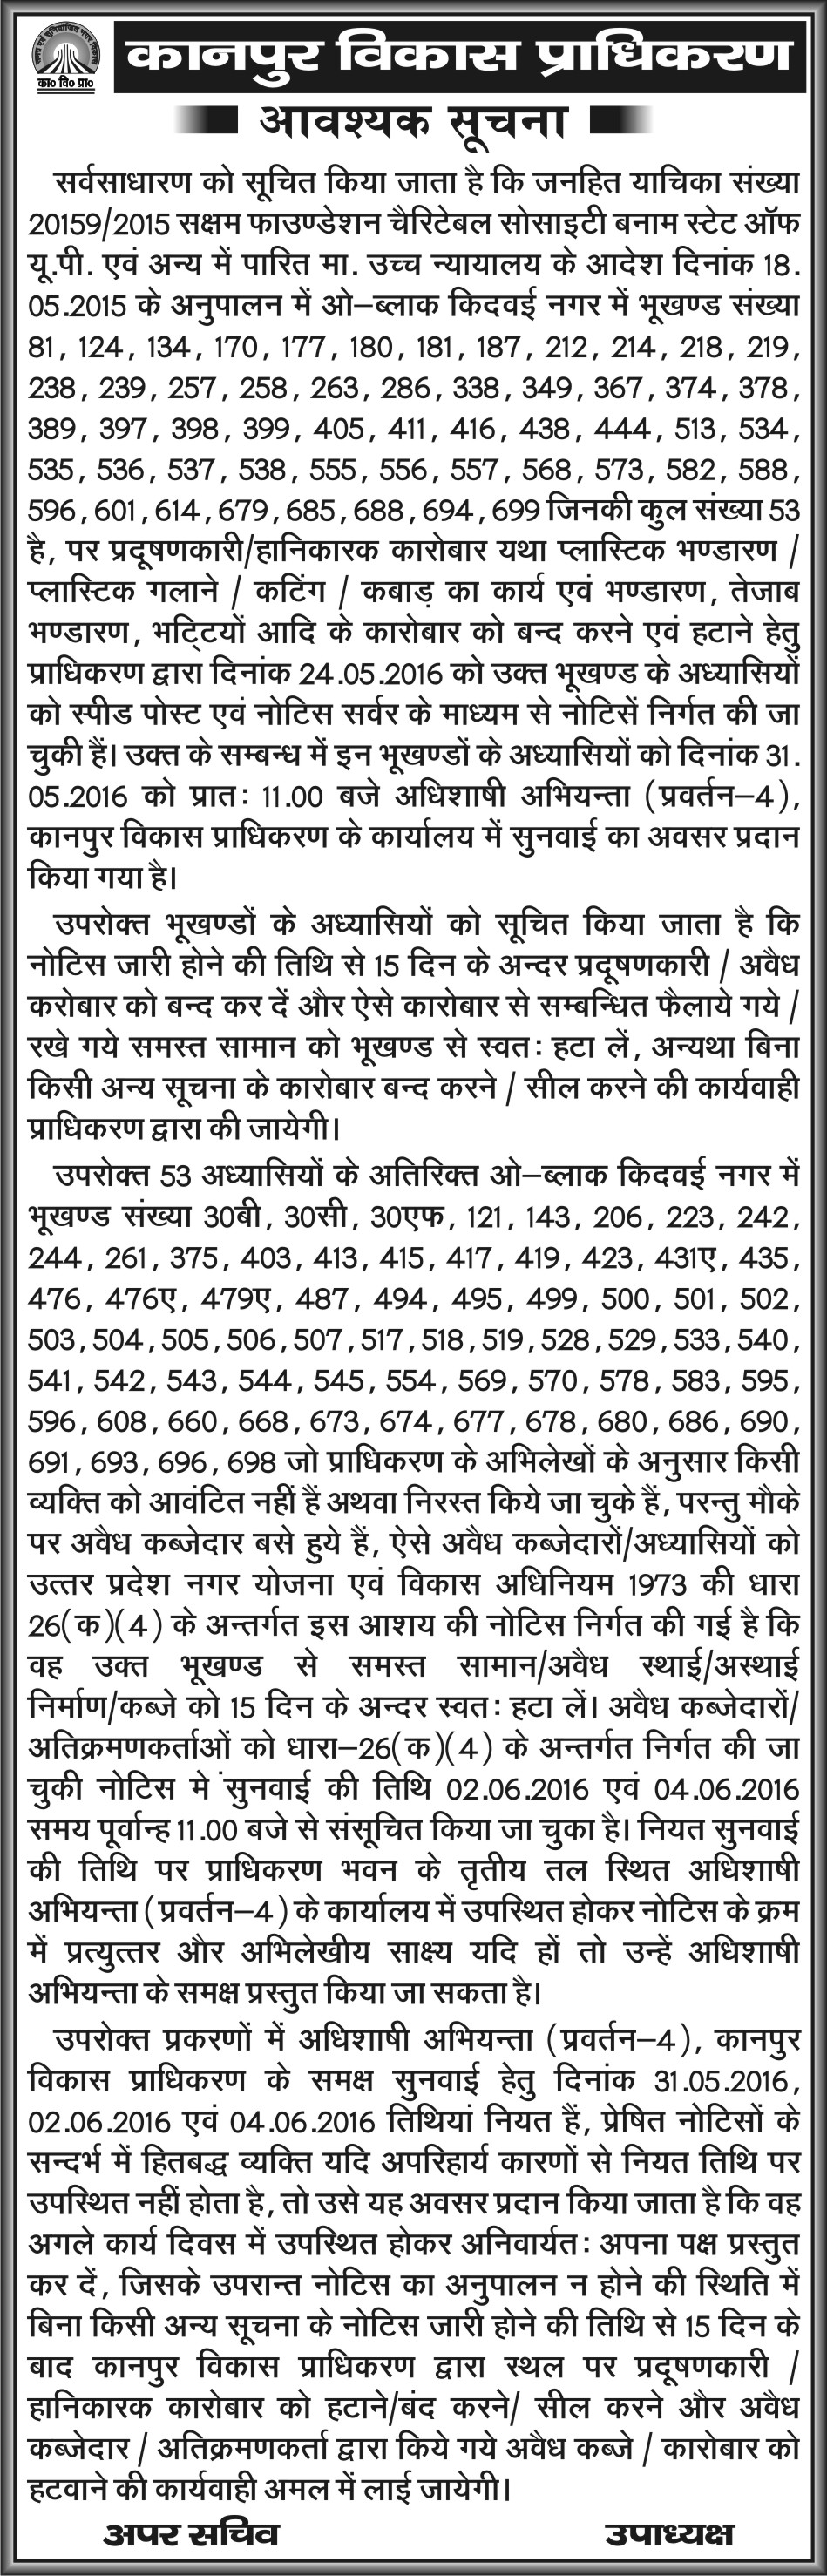 कानपुर एवं सुनियोजित नगर विकास
का० वि० प्रा०
कानपुर विकास प्राधिकरण
आवश्यक सूचना
सर्वसाधारण को सूचित किया जाता है कि जनहित याचिका संख्या
20159/2015 सक्षम फाउण्डेशन चैरिटेबल सोसाइटी बनाम स्टेट ऑफ
यू.पी. एवं अन्य में पारित मा. उच्च न्यायालय के आदेश दिनांक 18.
05.2015 के अनुपालन में ओ–ब्लाक किदवई नगर में भूखण्ड संख्या
81, 124, 134, 170, 177, 180, 181, 187, 212, 214, 218, 219,
238, 239, 257, 258, 263, 286, 338, 349, 367, 374, 378,
389, 397, 398, 399, 405, 411, 416, 438, 444, 513, 534,
535, 536, 537, 538, 555, 556, 557, 568, 573, 582, 588,
596, 601, 614, 679, 685, 688, 694, 699 जिनकी कुल संख्या 53
है, पर प्रदूषणकारी/हानिकारक कारोबार यथा प्लास्टिक भण्डारण /
प्लास्टिक गलाने / कटिंग / कबाड़ का कार्य एवं भण्डारण, तेजाब
भण्डारण, भटि्टयों आदि के कारोबार को बन्द करने एवं हटाने हेतु
प्राधिकरण द्वारा दिनांक 24.05.2016 को उक्त भूखण्ड के अध्यासियों
को स्पीड पोस्ट एवं नोटिस सर्वर के माध्यम से नोटिसें निर्गत की जा
चुकी हैं। उक्त के सम्बन्ध में इन भूखण्डों के अध्यासियों को दिनांक 31.
05.2016 को प्रातः 11.00 बजे अधिशाषी अभियन्ता (प्रवर्तन–4),
कानपुर विकास प्राधिकरण के कार्यालय में सुनवाई का अवसर प्रदान
किया गया है।
उपरोक्त भूखण्डों के अध्यासियों को सूचित किया जाता है कि
नोटिस जारी होने की तिथि से 15 दिन के अन्दर प्रदूषणकारी / अवैध
करोबार को बन्द कर दें और ऐसे कारोबार से सम्बन्धित फैलाये गये /
रखे गये समस्त सामान को भूखण्ड से स्वतः हटा लें, अन्यथा बिना
किसी अन्य सूचना के कारोबार बन्द करने / सील करने की कार्यवाही
प्राधिकरण द्वारा की जायेगी।
उपरोक्त 53 अध्यासियों के अतिरिक्त ओ–ब्लाक किदवई नगर में
भूखण्ड संख्या 30बी, 30सी, 30एफ, 121, 143, 206, 223, 242,
244, 261, 375, 403, 413, 415, 417, 419, 423, 431ए, 435,
476, 476ए, 479ए, 487, 494, 495, 499, 500, 501, 502,
503, 504, 505, 506, 507, 517, 518, 519, 528, 529, 533, 540,
541, 542, 543, 544, 545, 554, 569, 570, 578, 583, 595,
596, 608, 660, 668, 673, 674, 677, 678, 680, 686, 690,
691, 693, 696, 698 जो प्राधिकरण के अभिलेखों के अनुसार किसी
व्यक्ति को आवंटित नहीं हैं अथवा निरस्त किये जा चुके हैं, परन्तु मौके
पर अवैध कब्जेदार बसे हुये हैं, ऐसे अवैध कब्जेदारों/अध्यासियों को
उत्तर प्रदेश नगर योजना एवं विकास अधिनियम 1973 की धारा
26(क)(4) के अन्तर्गत इस आशय की नोटिस निर्गत की गई है कि
वह उक्त भूखण्ड से समस्त सामान/अवैध स्थाई/अस्थाई
निर्माण/कब्जे को 15 दिन के अन्दर स्वतः हटा लें। अवैध कब्जेदारों/
अतिक्रमणकर्ताओं को धारा–26(क)(4) के अन्तर्गत निर्गत की जा
चुकी नोटिस में सुनवाई की तिथि 02.06.2016 एवं 04.06.2016
समय पूर्वान्ह 11.00 बजे से संसूचित किया जा चुका है। नियत सुनवाई
की तिथि पर प्राधिकरण भवन के तृतीय तल स्थित अधिशाषी
अभियन्ता (प्रवर्तन–4) के कार्यालय में उपस्थित होकर नोटिस के क्रम
में प्रत्युत्तर और अभिलेखीय साक्ष्य यदि हों तो उन्हें अधिशाषी
अभियन्ता के समक्ष प्रस्तुत किया जा सकता है।
उपरोक्त प्रकरणों में अधिशाषी अभियन्ता (प्रवर्तन–4), कानपुर
विकास प्राधिकरण के समक्ष सुनवाई हेतु दिनांक 31.05.2016,
02.06.2016 एवं 04.06.2016 तिथियां नियत हैं, प्रेषित नोटिसों के
सन्दर्भ में हितबद्ध व्यक्ति यदि अपरिहार्य कारणों से नियत तिथि पर
उपस्थित नहीं होता है, तो उसे यह अवसर प्रदान किया जाता है कि वह
अगले कार्य दिवस में उपस्थित होकर अनिवार्यतः अपना पक्ष प्रस्तुत
कर दें, जिसके उपरान्त नोटिस का अनुपालन न होने की स्थिति में
बिना किसी अन्य सूचना के नोटिस जारी होने की तिथि से 15 दिन के
बाद कानपुर विकास प्राधिकरण द्वारा स्थल पर प्रदूषणकारी /
हानिकारक कारोबार को हटाने/बंद करने/ सील करने और अवैध
कब्जेदार / अतिक्रमणकर्ता द्वारा किये गये अवैध कब्जे / कारोबार को
हटवाने की कार्यवाही अमल में लाई जायेगी।
अपर सचिव उपाध्यक्ष